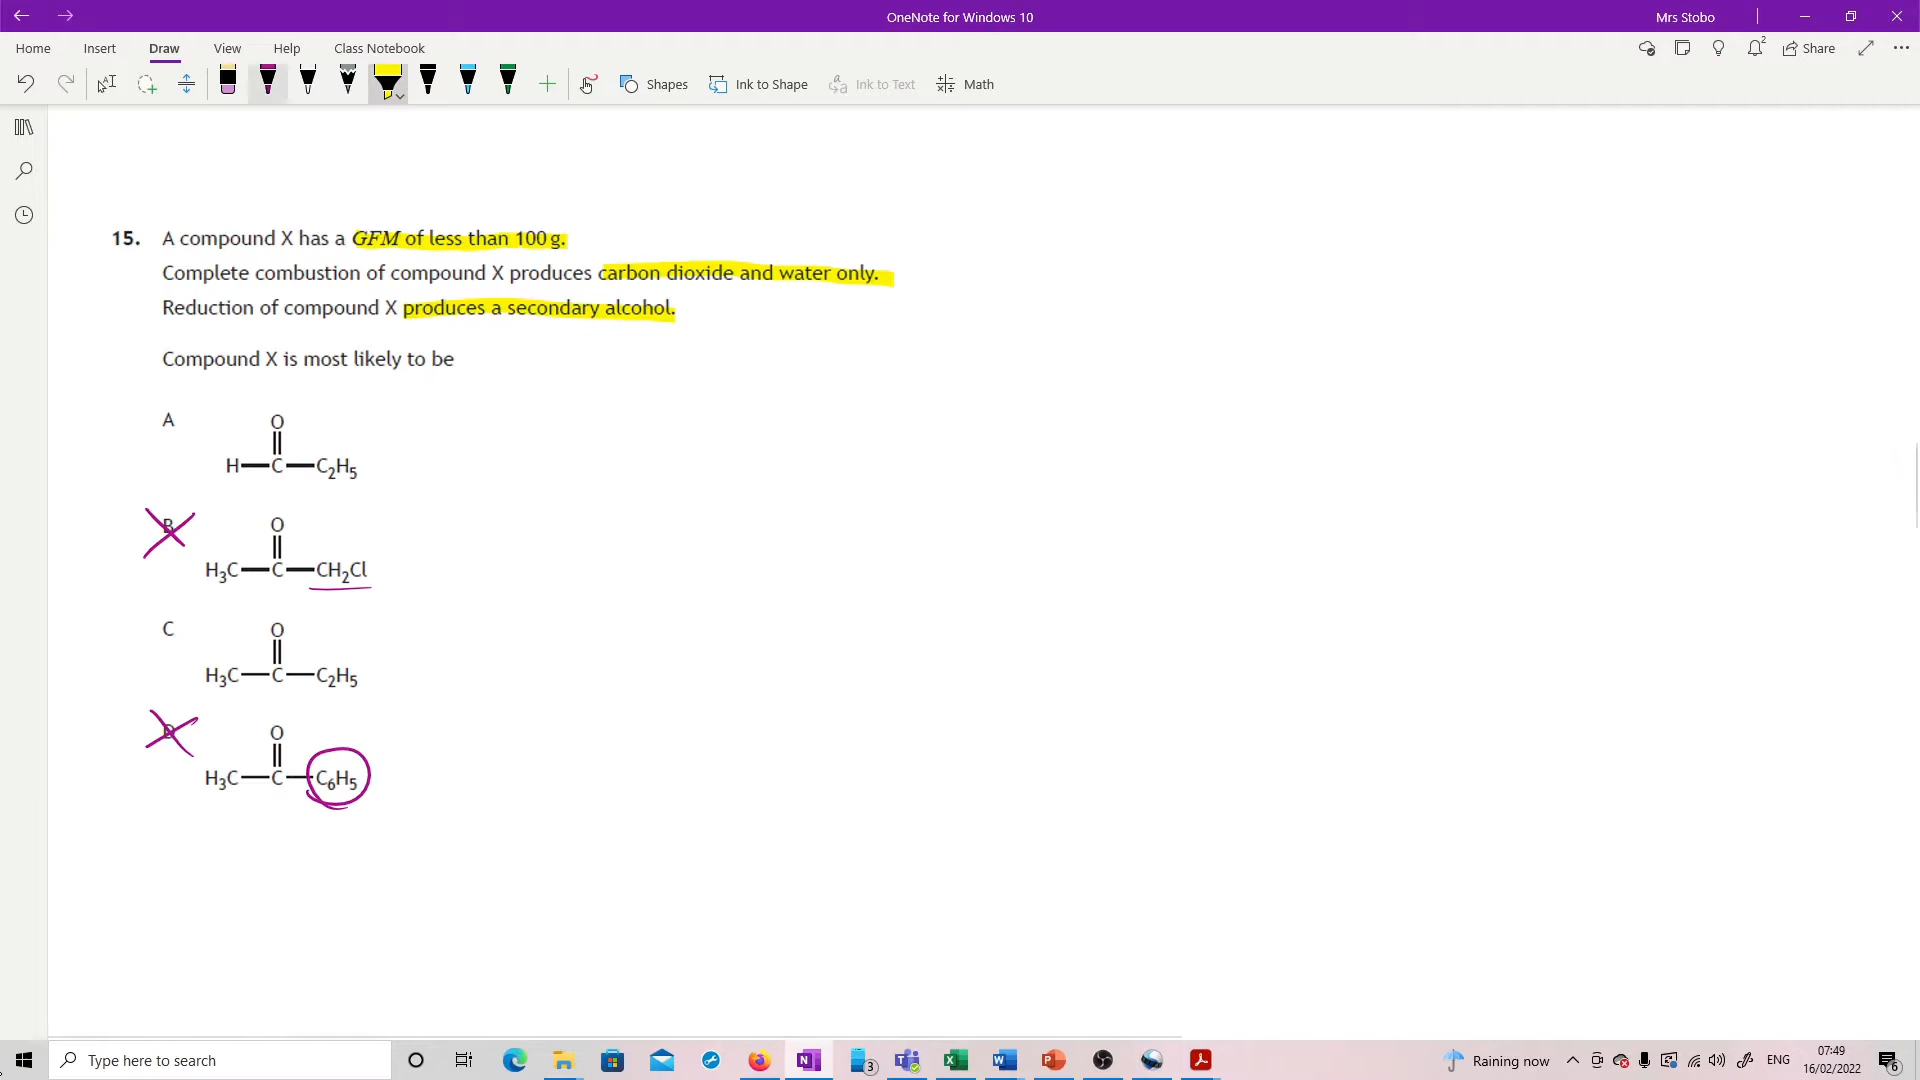 OneNote for Windows 10
Mrs Stobo
Home Insert Draw View Help Class Notebook
2
Share
Shapes Ink to Shape Ink to Text Math
15. A compound X has a GFM of less than 100 g.
Complete combustion of compound X produces carbon dioxide and water only.
Reduction of compound X produces a secondary alcohol.
Compound X is most likely to be
A
O
H—C—C₂H₅
B
O
H₃C—C—CH₂Cl
C
O
H₃C—C—C₂H₅
D
O
H₃C—C—C₆H₅
Type here to search
3
Raining now
ENG
07:49
16/02/2022
6